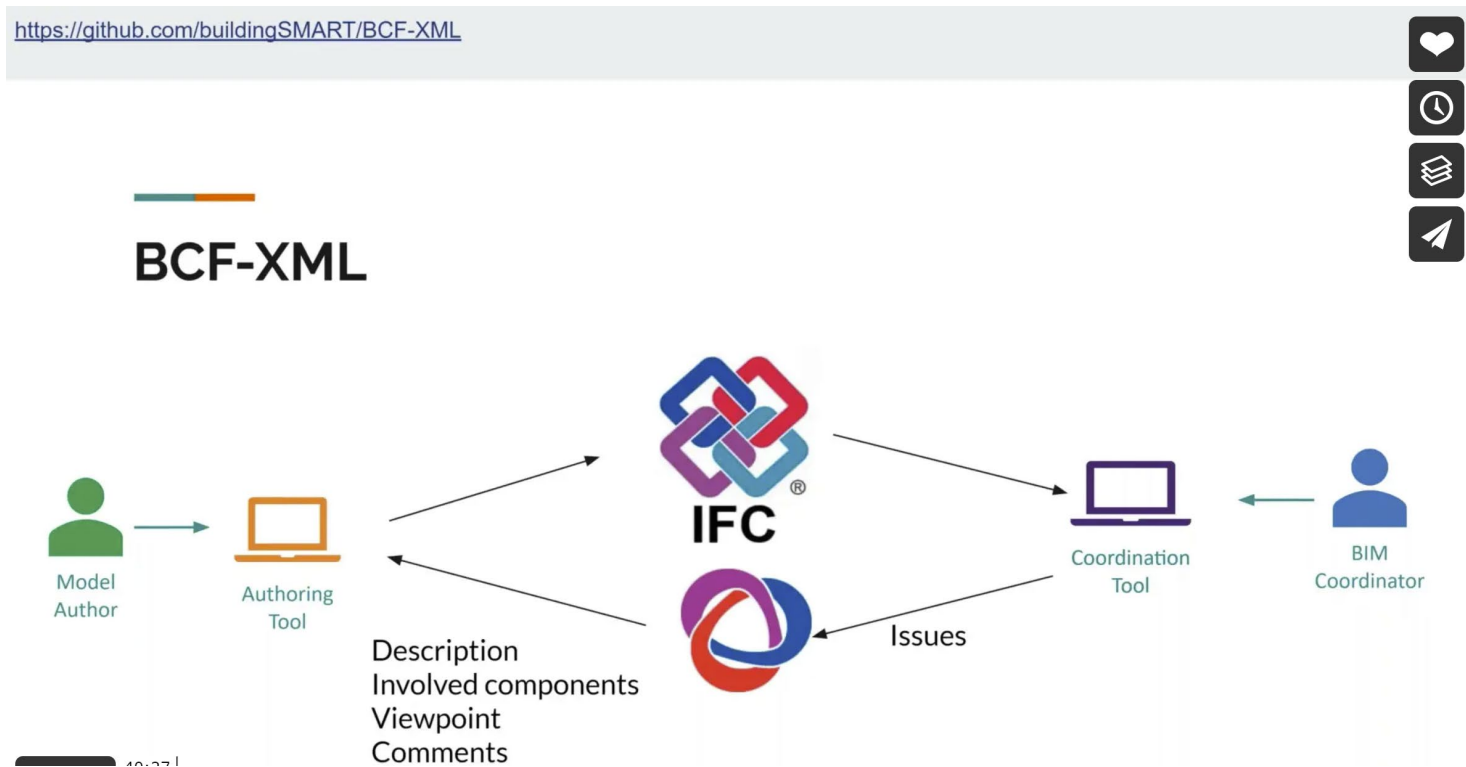 https://github.com/buildingSMART/BCF-XML
BCF-XML
®
IFC
Model
Author
Authoring
Tool
Coordination
Tool
BIM
Coordinator
Issues
Description
Involved components
Viewpoint
Comments